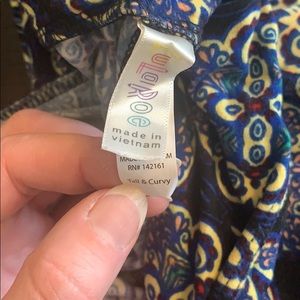 LuLaRoe
made in
vietnam
RN# 142161
Tall & Curvy